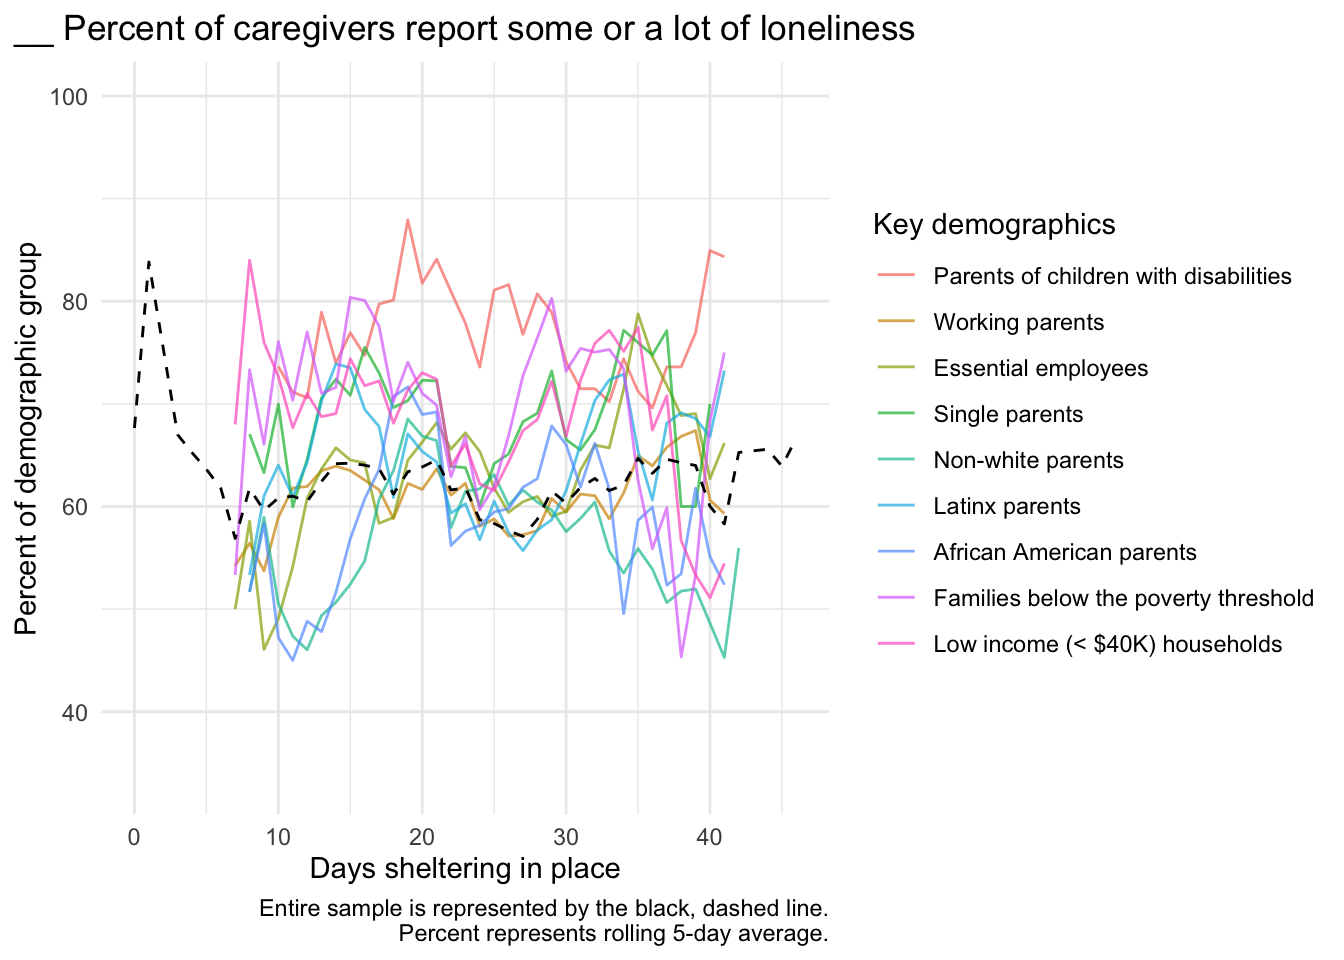 __ Percent of caregivers report some or a lot of loneliness
Percent of demographic group
100
80
60
40
0 10 20 30 40
Days sheltering in place
Entire sample is represented by the black, dashed line.
Percent represents rolling 5-day average.
Key demographics
Parents of children with disabilities
Working parents
Essential employees
Single parents
Non-white parents
Latinx parents
African American parents
Families below the poverty threshold
Low income (< $40K) households